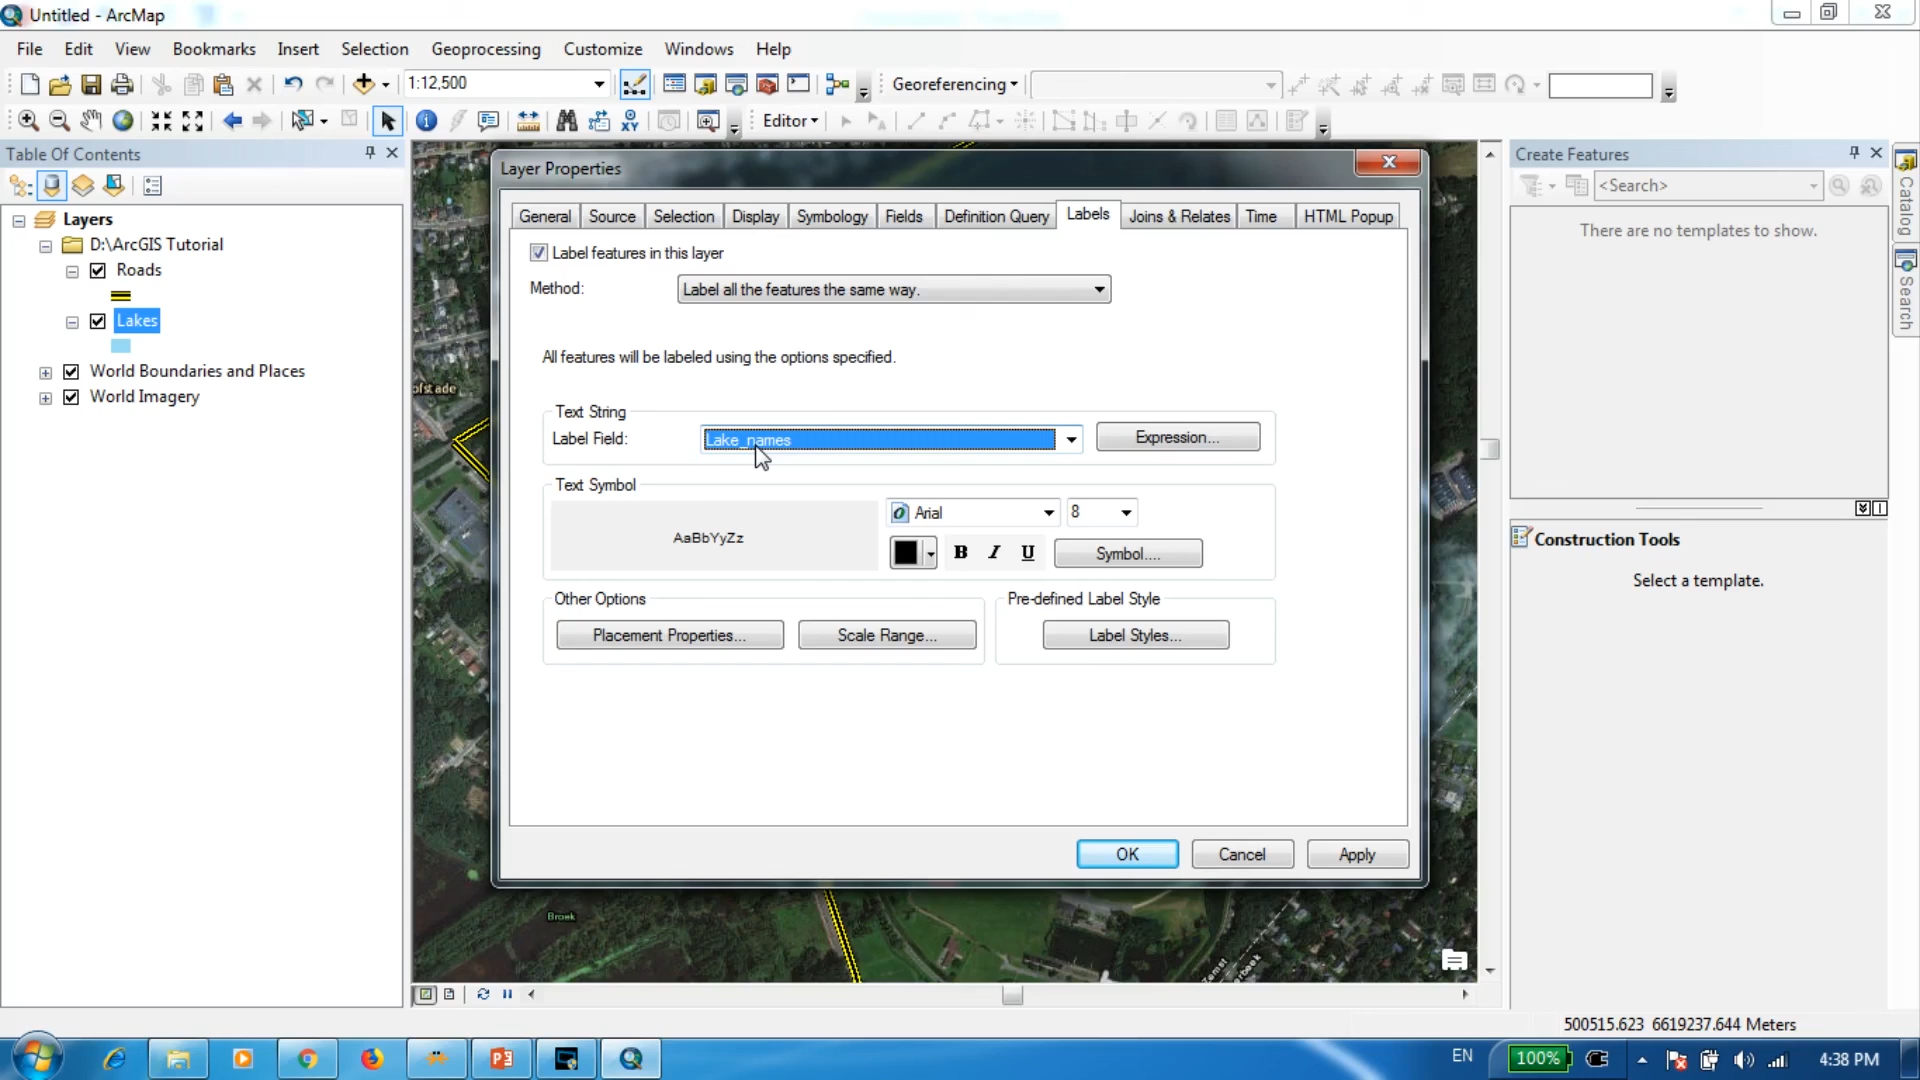 Untitled - ArcMap
File Edit View Bookmarks Insert Selection Geoprocessing Customize Windows Help
1:12,500 Georeferencing
Editor
Table Of Contents
Layers
D:\ArcGIS Tutorial
Roads
Lakes
World Boundaries and Places
World Imagery
Layer Properties
General Source Selection Display Symbology Fields Definition Query Labels Joins & Relates Time HTML Popup
Label features in this layer
Method: Label all the features the same way.
All features will be labeled using the options specified.
Text String
Label Field: Lake_names Expression...
Text Symbol
AaBbYyZz
Arial 8
B I U Symbol....
Other Options
Placement Properties... Scale Range...
Pre-defined Label Style
Label Styles...
OK Cancel Apply
ofstade
Broek
Zemst
Create Features
<Search>
There are no templates to show.
Construction Tools
Select a template.
Catalog
Search
500515.623 6619237.644 Meters
EN 100% 4:38 PM